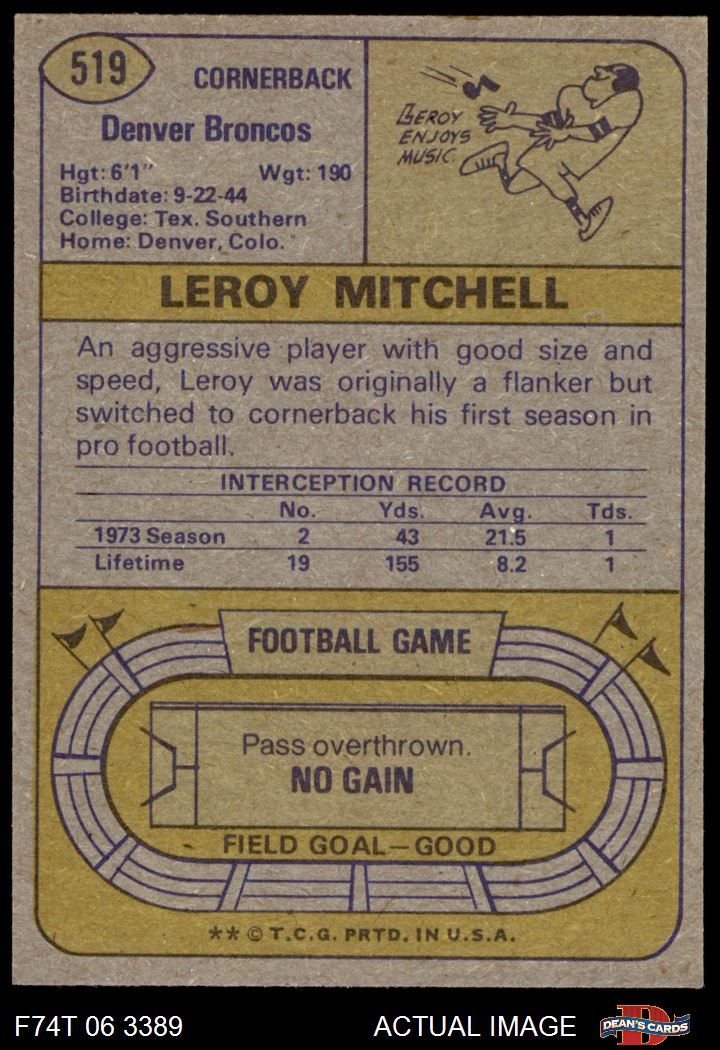 519
CORNERBACK
Denver Broncos
Hgt: 6'1" Wgt: 190
Birthdate: 9-22-44
College: Tex. Southern
Home: Denver, Colo.
LEROY
ENJOYS
MUSIC.
LEROY MITCHELL
An aggressive player with good size and
speed, Leroy was originally a flanker but
switched to cornerback his first season in
pro football.
INTERCEPTION RECORD
No. Yds. Avg. Tds.
1973 Season 2 43 21.5 1
Lifetime 19 155 8.2 1
FOOTBALL GAME
Pass overthrown.
NO GAIN
FIELD GOAL—GOOD
** © T.C.G. PRTD. IN U.S.A.
F74T 06 3389 ACTUAL IMAGE
D
DEAN'S CARDS